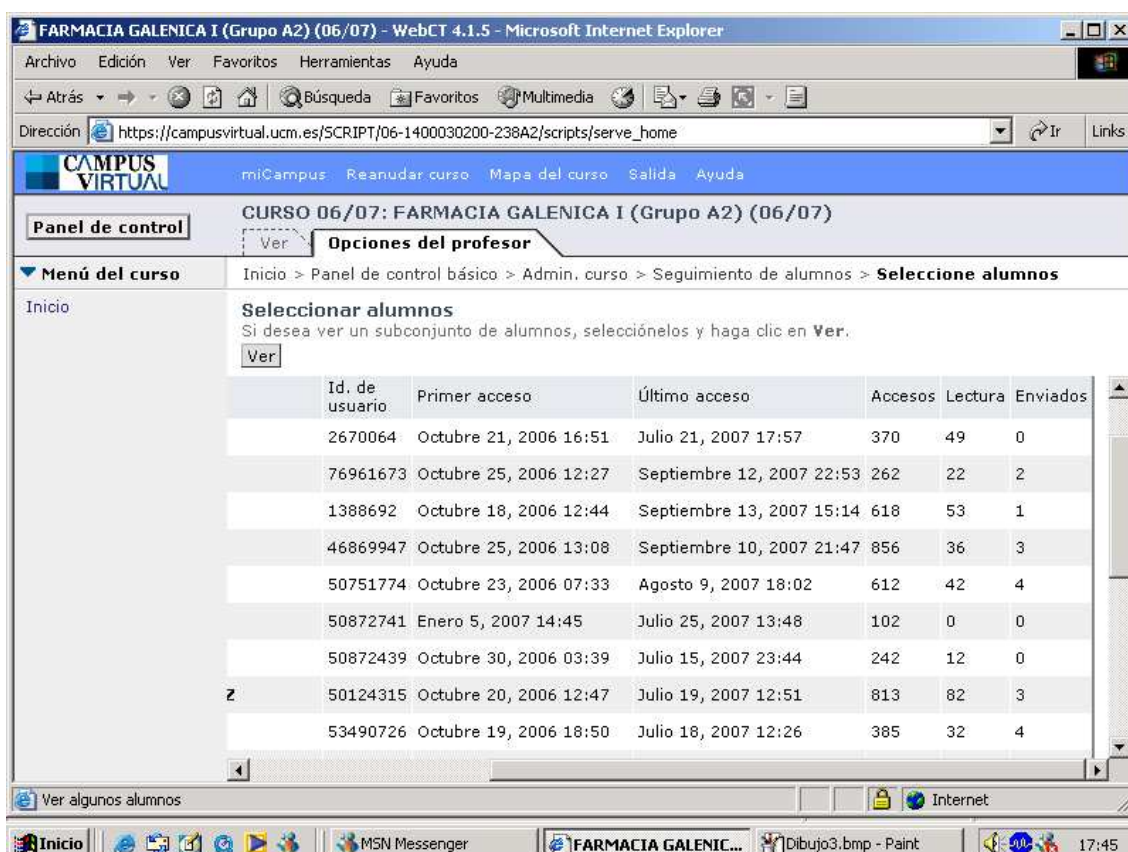 FARMACIA GALENICA I (Grupo A2) (06/07) - WebCT 4.1.5 - Microsoft Internet Explorer
Archivo Edición Ver Favoritos Herramientas Ayuda
Atrás Búsqueda Favoritos Multimedia
Dirección https://campusvirtual.ucm.es/SCRIPT/06-1400030200-238A2/scripts/serve_home Ir Links
CAMPUS VIRTUAL
miCampus Reanudar curso Mapa del curso Salida Ayuda
Panel de control
CURSO 06/07: FARMACIA GALENICA I (Grupo A2) (06/07)
Ver Opciones del profesor
Menú del curso
Inicio > Panel de control básico > Admin. curso > Seguimiento de alumnos > Seleccione alumnos
Inicio
Seleccionar alumnos
Si desea ver un subconjunto de alumnos, selecciónelos y haga clic en Ver.
Ver
Id. de usuario Primer acceso Último acceso Accesos Lectura Enviados
2670064 Octubre 21, 2006 16:51 Julio 21, 2007 17:57 370 49 0
76961673 Octubre 25, 2006 12:27 Septiembre 12, 2007 22:53 262 22 2
1388692 Octubre 18, 2006 12:44 Septiembre 13, 2007 15:14 618 53 1
46869947 Octubre 25, 2006 13:08 Septiembre 10, 2007 21:47 856 36 3
50751774 Octubre 23, 2006 07:33 Agosto 9, 2007 18:02 612 42 4
50872741 Enero 5, 2007 14:45 Julio 25, 2007 13:48 102 0 0
50872439 Octubre 30, 2006 03:39 Julio 15, 2007 23:44 242 12 0
Z 50124315 Octubre 20, 2006 12:47 Julio 19, 2007 12:51 813 82 3
53490726 Octubre 19, 2006 18:50 Julio 18, 2007 12:26 385 32 4
Ver algunos alumnos Internet
Inicio MSN Messenger FARMACIA GALENIC... Dibujo3.bmp - Paint 17:45